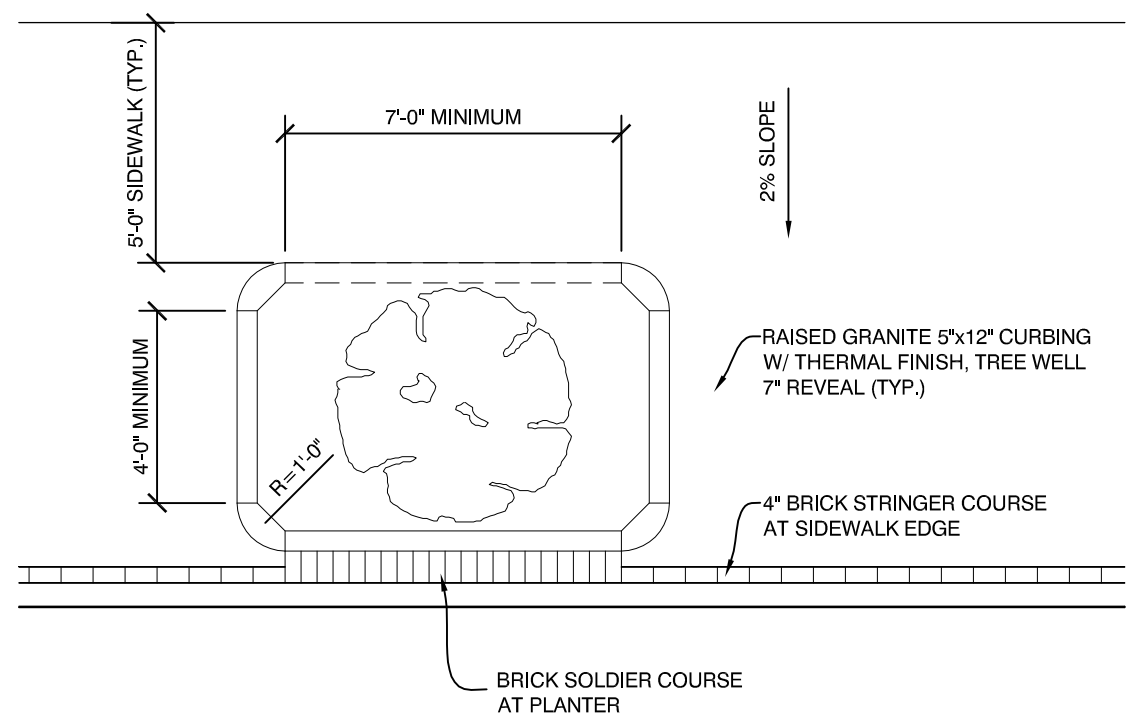 5'-0" SIDEWALK (TYP.)
7'-0" MINIMUM
2% SLOPE
4'-0" MINIMUM
R=1'-0"
RAISED GRANITE 5"x12" CURBING
W/ THERMAL FINISH, TREE WELL
7" REVEAL (TYP.)
4" BRICK STRINGER COURSE
AT SIDEWALK EDGE
BRICK SOLDIER COURSE
AT PLANTER